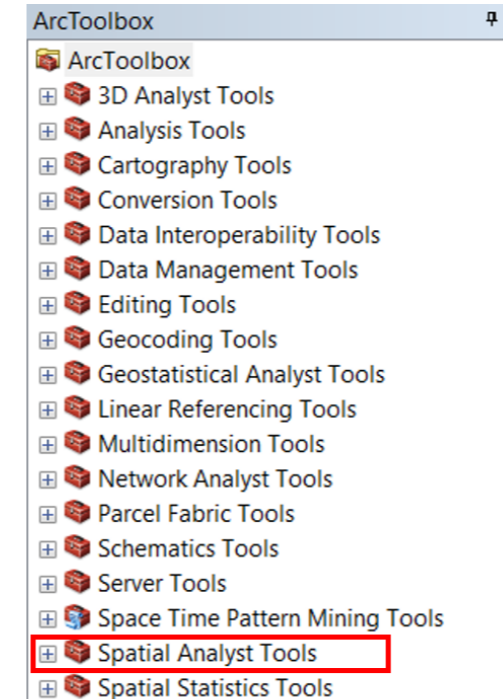 ArcToolbox
ArcToolbox
3D Analyst Tools
Analysis Tools
Cartography Tools
Conversion Tools
Data Interoperability Tools
Data Management Tools
Editing Tools
Geocoding Tools
Geostatistical Analyst Tools
Linear Referencing Tools
Multidimension Tools
Network Analyst Tools
Parcel Fabric Tools
Schematics Tools
Server Tools
Space Time Pattern Mining Tools
Spatial Analyst Tools
Spatial Statistics Tools